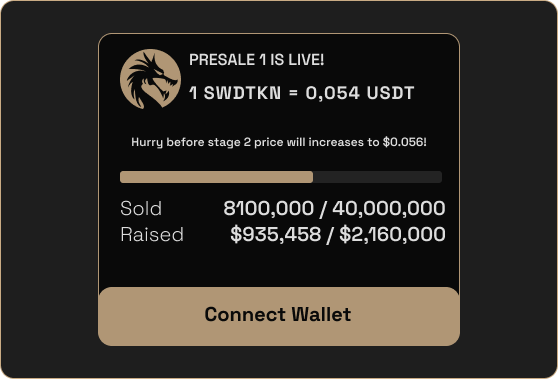 PRESALE 1 IS LIVE!
1 SWDTKN = 0,054 USDT
Hurry before stage 2 price will increases to $0.056!
Sold 8100,000 / 40,000,000
Raised $935,458 / $2,160,000
Connect Wallet